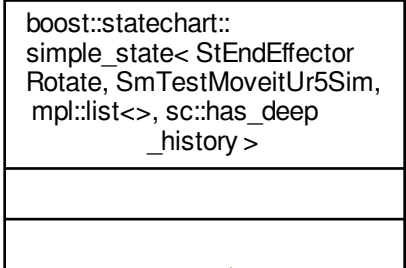 boost::statechart::
simple_state< StEndEffector
Rotate, SmTestMoveitUr5Sim,
mpl::list<>, sc::has_deep
_history >